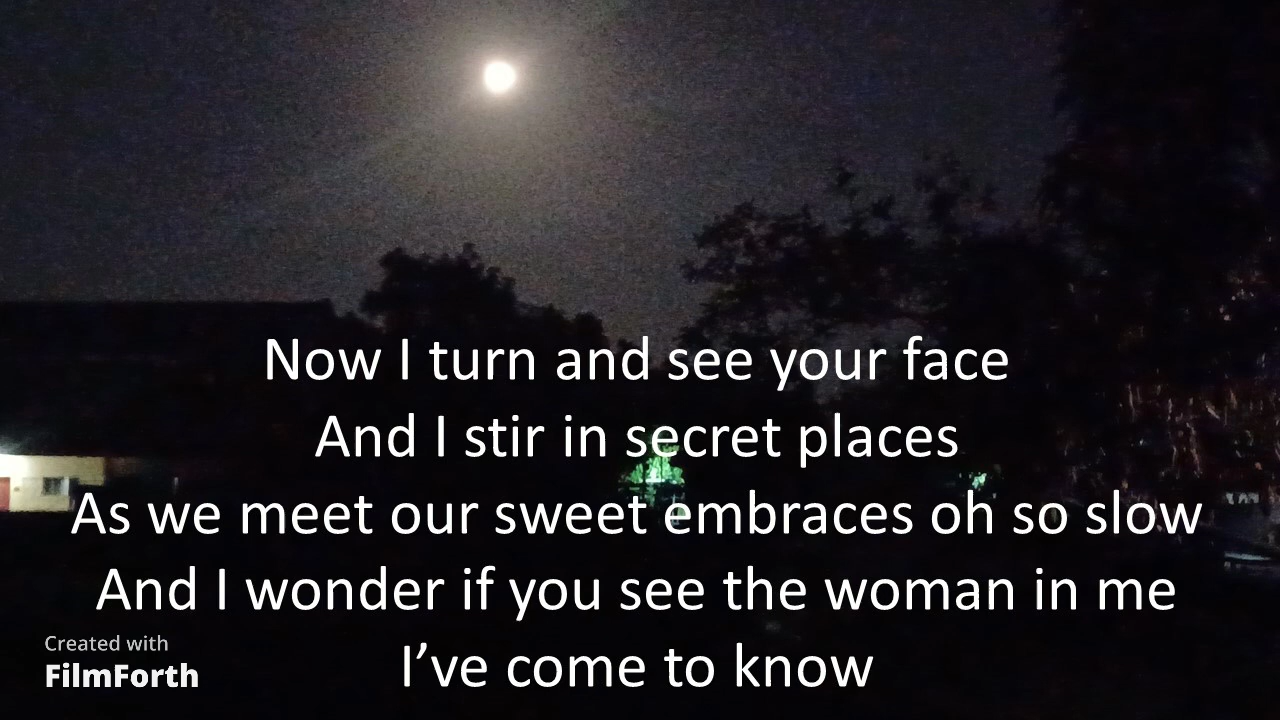 Now I turn and see your face
And I stir in secret places
As we meet our sweet embraces oh so slow
And I wonder if you see the woman in me
I’ve come to know
Created with
FilmForth